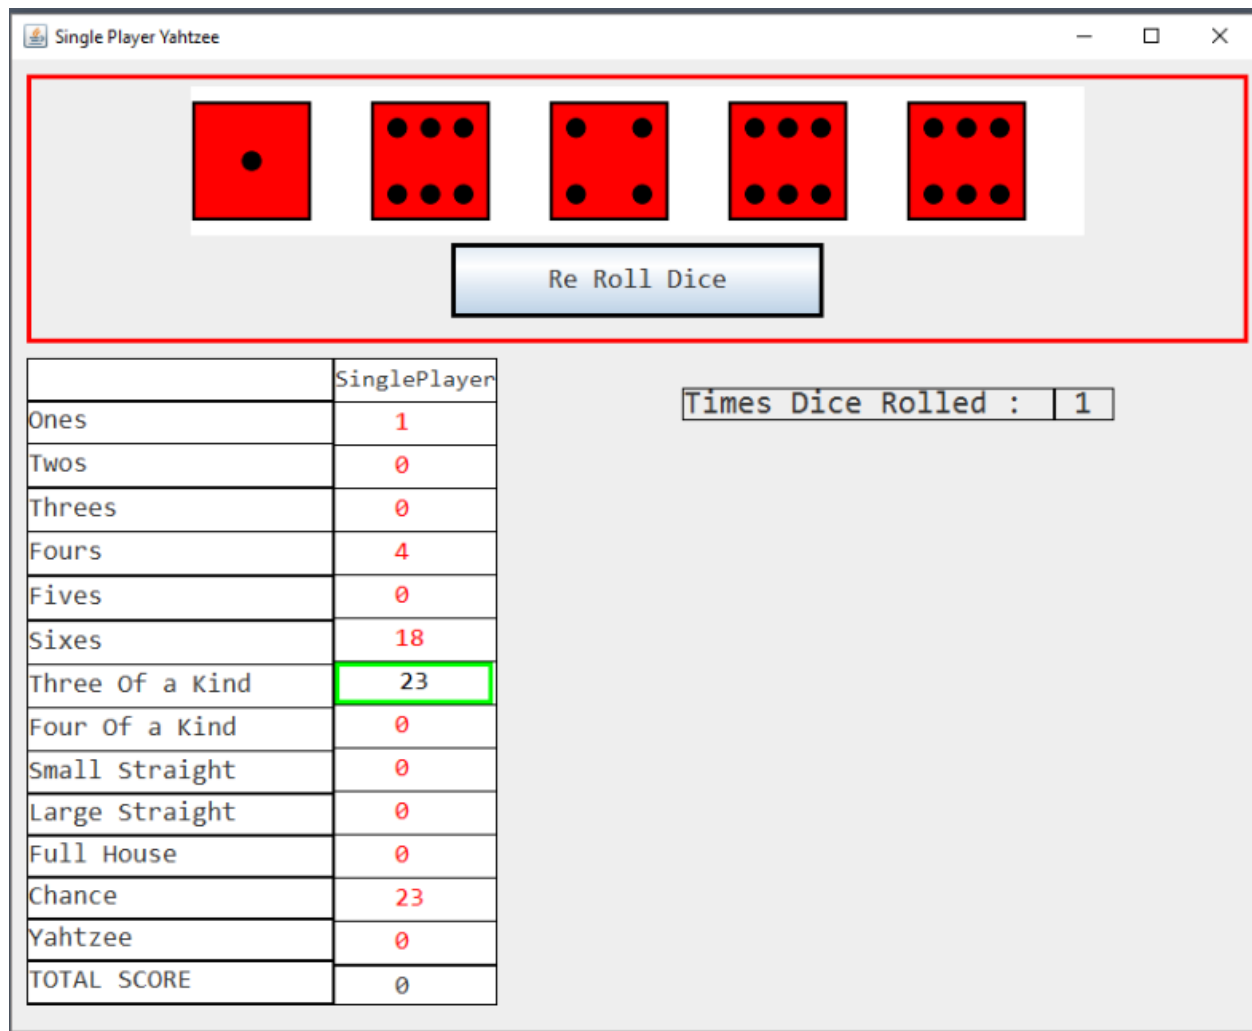 Single Player Yahtzee
Re Roll Dice
SinglePlayer
Times Dice Rolled : 1
Ones 1
Twos 0
Threes 0
Fours 4
Fives 0
Sixes 18
Three Of a Kind 23
Four Of a Kind 0
Small Straight 0
Large Straight 0
Full House 0
Chance 23
Yahtzee 0
TOTAL SCORE 0